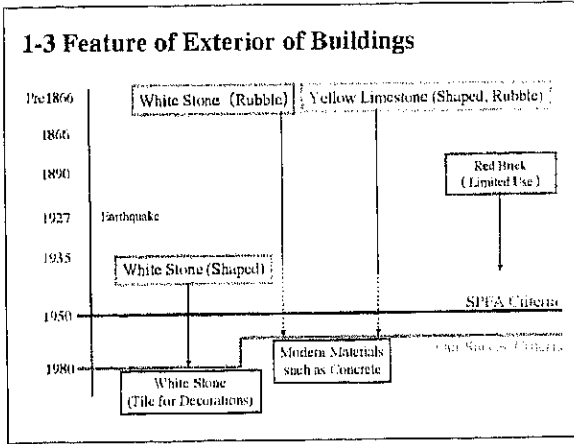 1-3 Feature of Exterior of Buildings
Pre1866
White Stone (Rubble)
Yellow Limestone (Shaped, Rubble)
1866
1890
Red Brick
(Limited Use)
1927
Earthquake
1935
White Stone (Shaped)
SPFA Criteria
1950
Criteria
Modern Materials
such as Concrete
1980
White Stone
(Tile for Decorations)